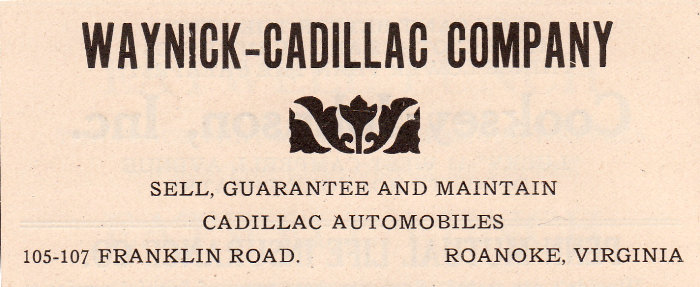 WAYNICK-CADILLAC COMPANY
SELL, GUARANTEE AND MAINTAIN
CADILLAC AUTOMOBILES
105-107 FRANKLIN ROAD. ROANOKE, VIRGINIA